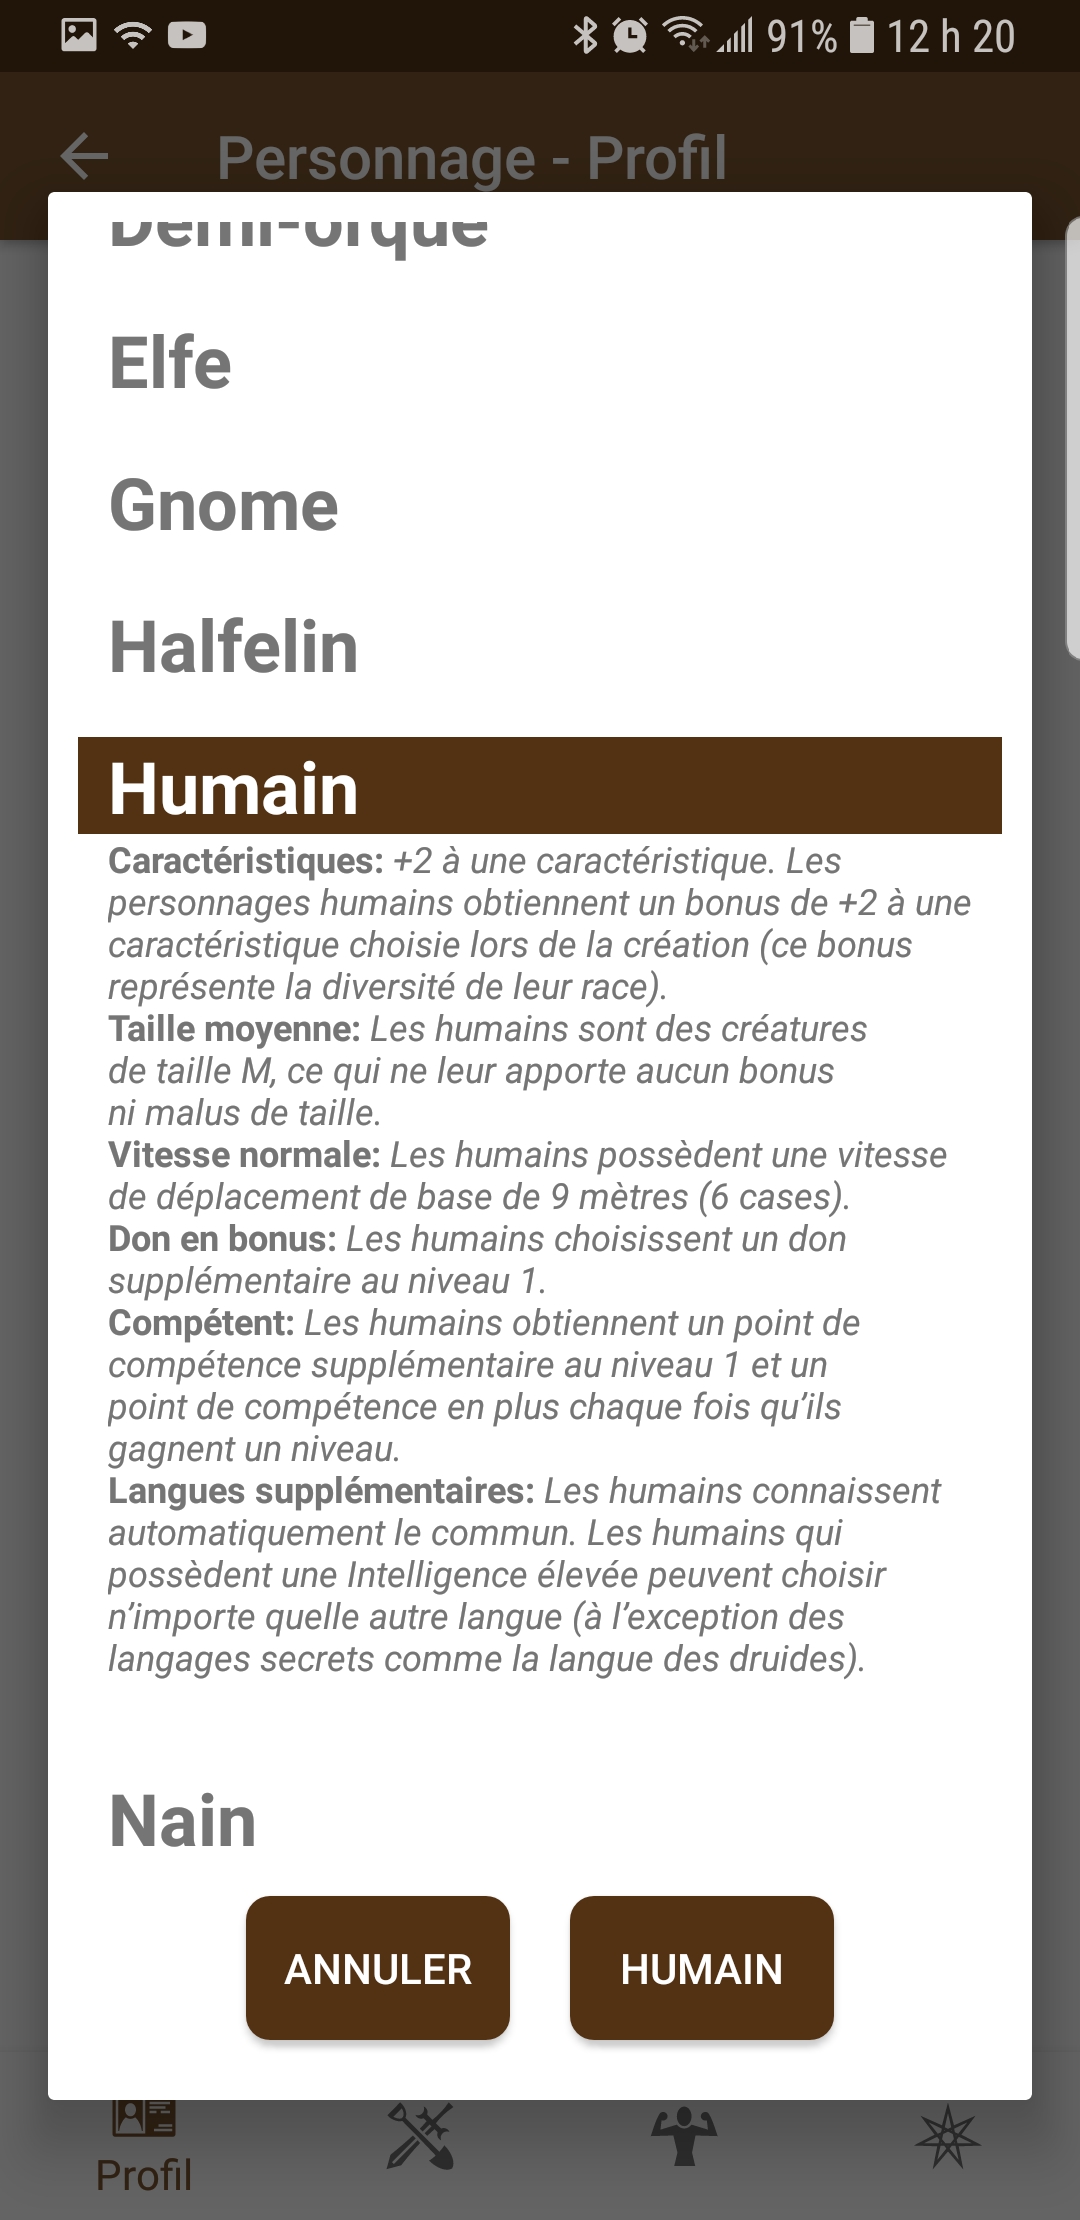 91% 12 h 20
Personnage - Profil
Demi-orque
Elfe
Gnome
Halfelin
Humain
Caractéristiques: +2 à une caractéristique. Les
personnages humains obtiennent un bonus de +2 à une
caractéristique choisie lors de la création (ce bonus
représente la diversité de leur race).
Taille moyenne: Les humains sont des créatures
de taille M, ce qui ne leur apporte aucun bonus
ni malus de taille.
Vitesse normale: Les humains possèdent une vitesse
de déplacement de base de 9 mètres (6 cases).
Don en bonus: Les humains choisissent un don
supplémentaire au niveau 1.
Compétent: Les humains obtiennent un point de
compétence supplémentaire au niveau 1 et un
point de compétence en plus chaque fois qu’ils
gagnent un niveau.
Langues supplémentaires: Les humains connaissent
automatiquement le commun. Les humains qui
possèdent une Intelligence élevée peuvent choisir
n’importe quelle autre langue (à l’exception des
langages secrets comme la langue des druides).
Nain
ANNULER HUMAIN
Profil